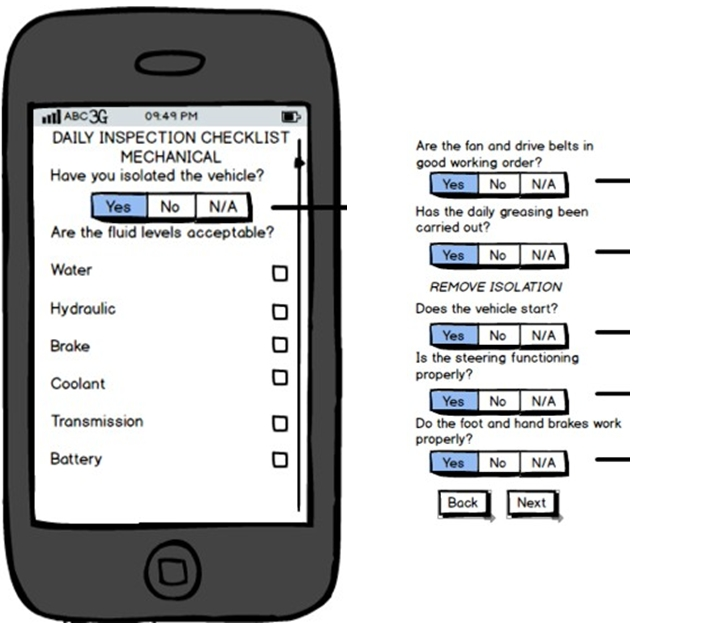 ABC 3G 09:49 PM
DAILY INSPECTION CHECKLIST
MECHANICAL
Have you isolated the vehicle?
Yes No N/A
Are the fluid levels acceptable?
Water
Hydraulic
Brake
Coolant
Transmission
Battery
Are the fan and drive belts in
good working order?
Yes No N/A
Has the daily greasing been
carried out?
Yes No N/A
REMOVE ISOLATION
Does the vehicle start?
Yes No N/A
Is the steering functioning
properly?
Yes No N/A
Do the foot and hand brakes work
properly?
Yes No N/A
Back Next